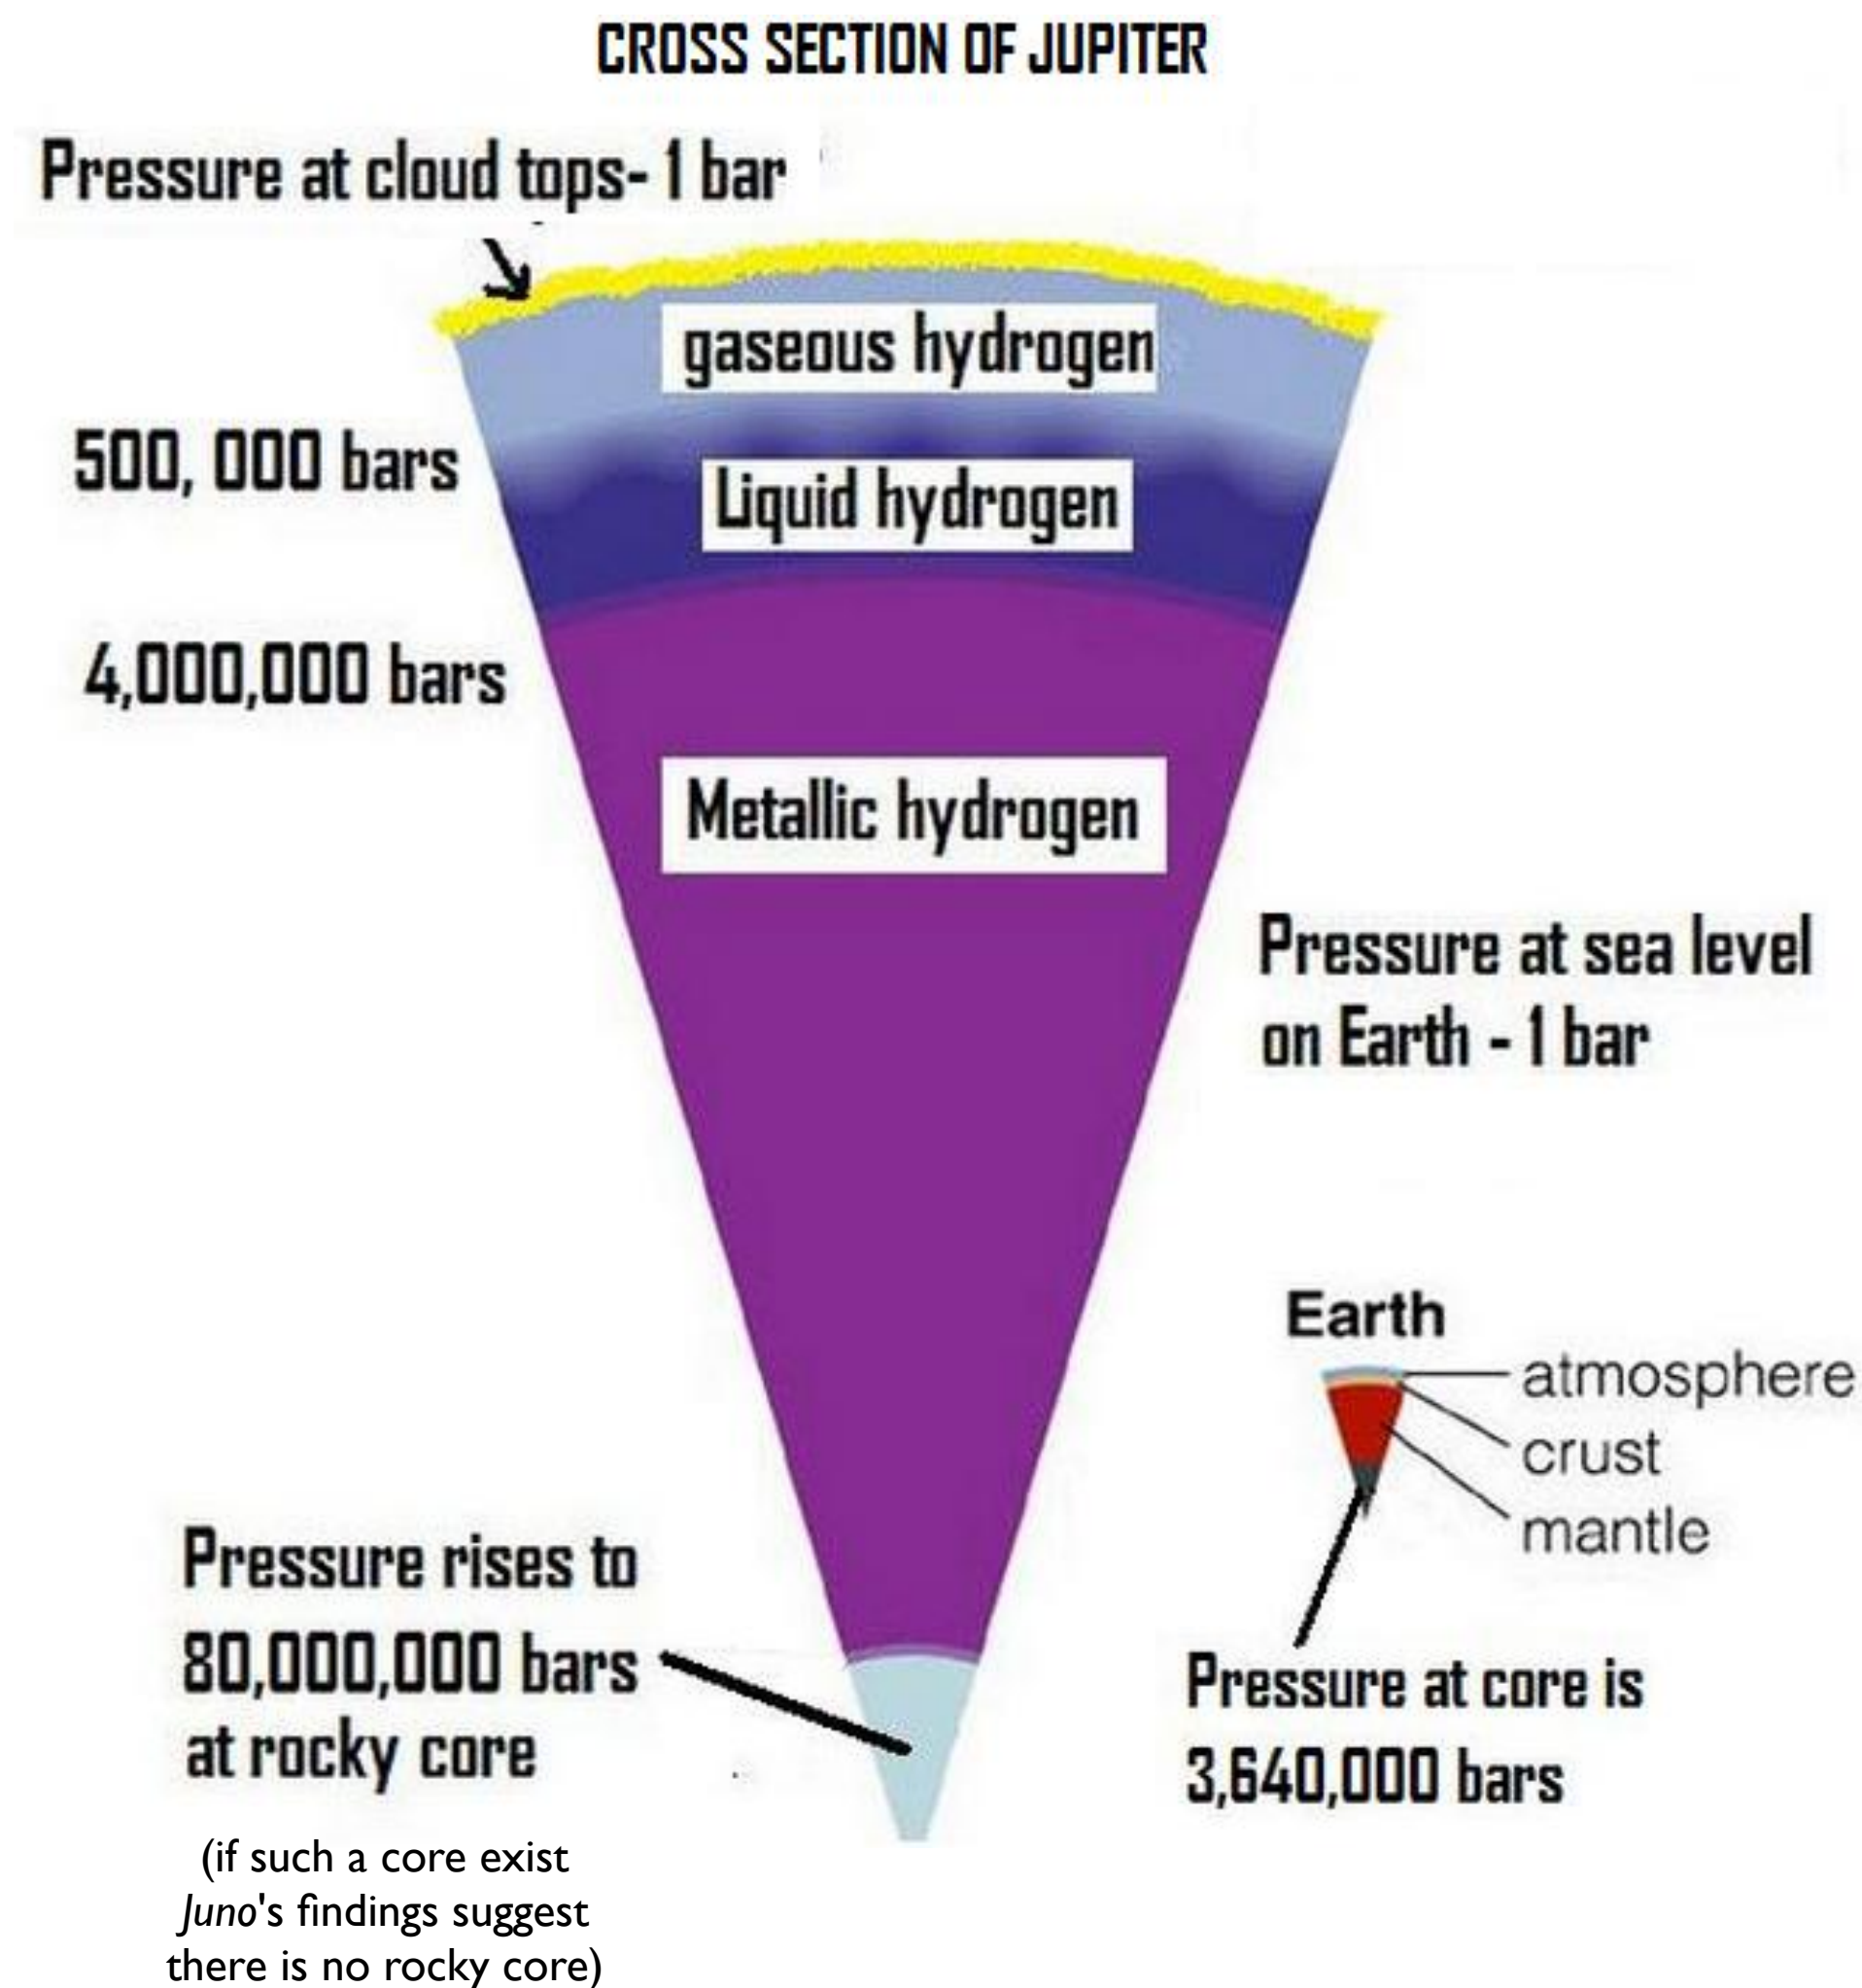 CROSS SECTION OF JUPITER
Pressure at cloud tops- 1 bar
gaseous hydrogen
500, 000 bars
Liquid hydrogen
4,000,000 bars
Metallic hydrogen
Pressure at sea level
on Earth - 1 bar
Earth
atmosphere
crust
mantle
Pressure rises to
80,000,000 bars
at rocky core
Pressure at core is
3,640,000 bars
(if such a core exist
Juno's findings suggest
there is no rocky core)